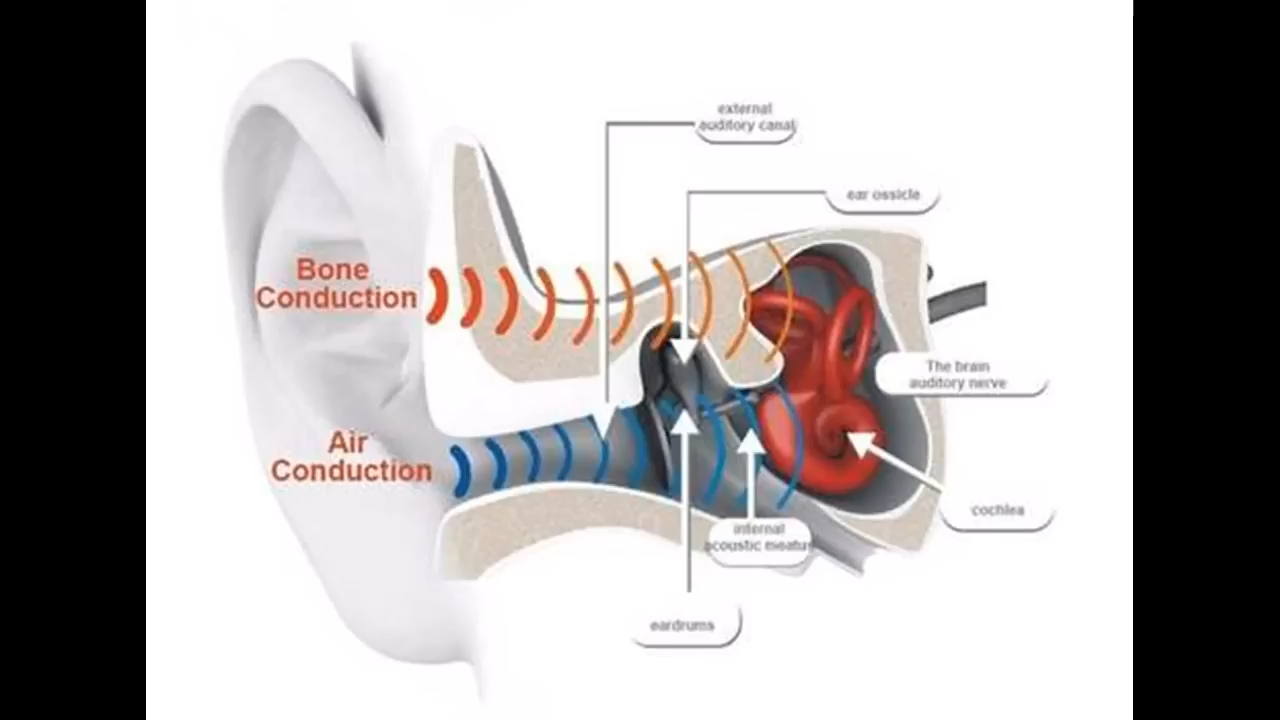 external
auditory canal
ear ossicle
Bone
Conduction
The brain
auditory nerve
Air
Conduction
cochlea
internal
acoustic meatus
eardrums